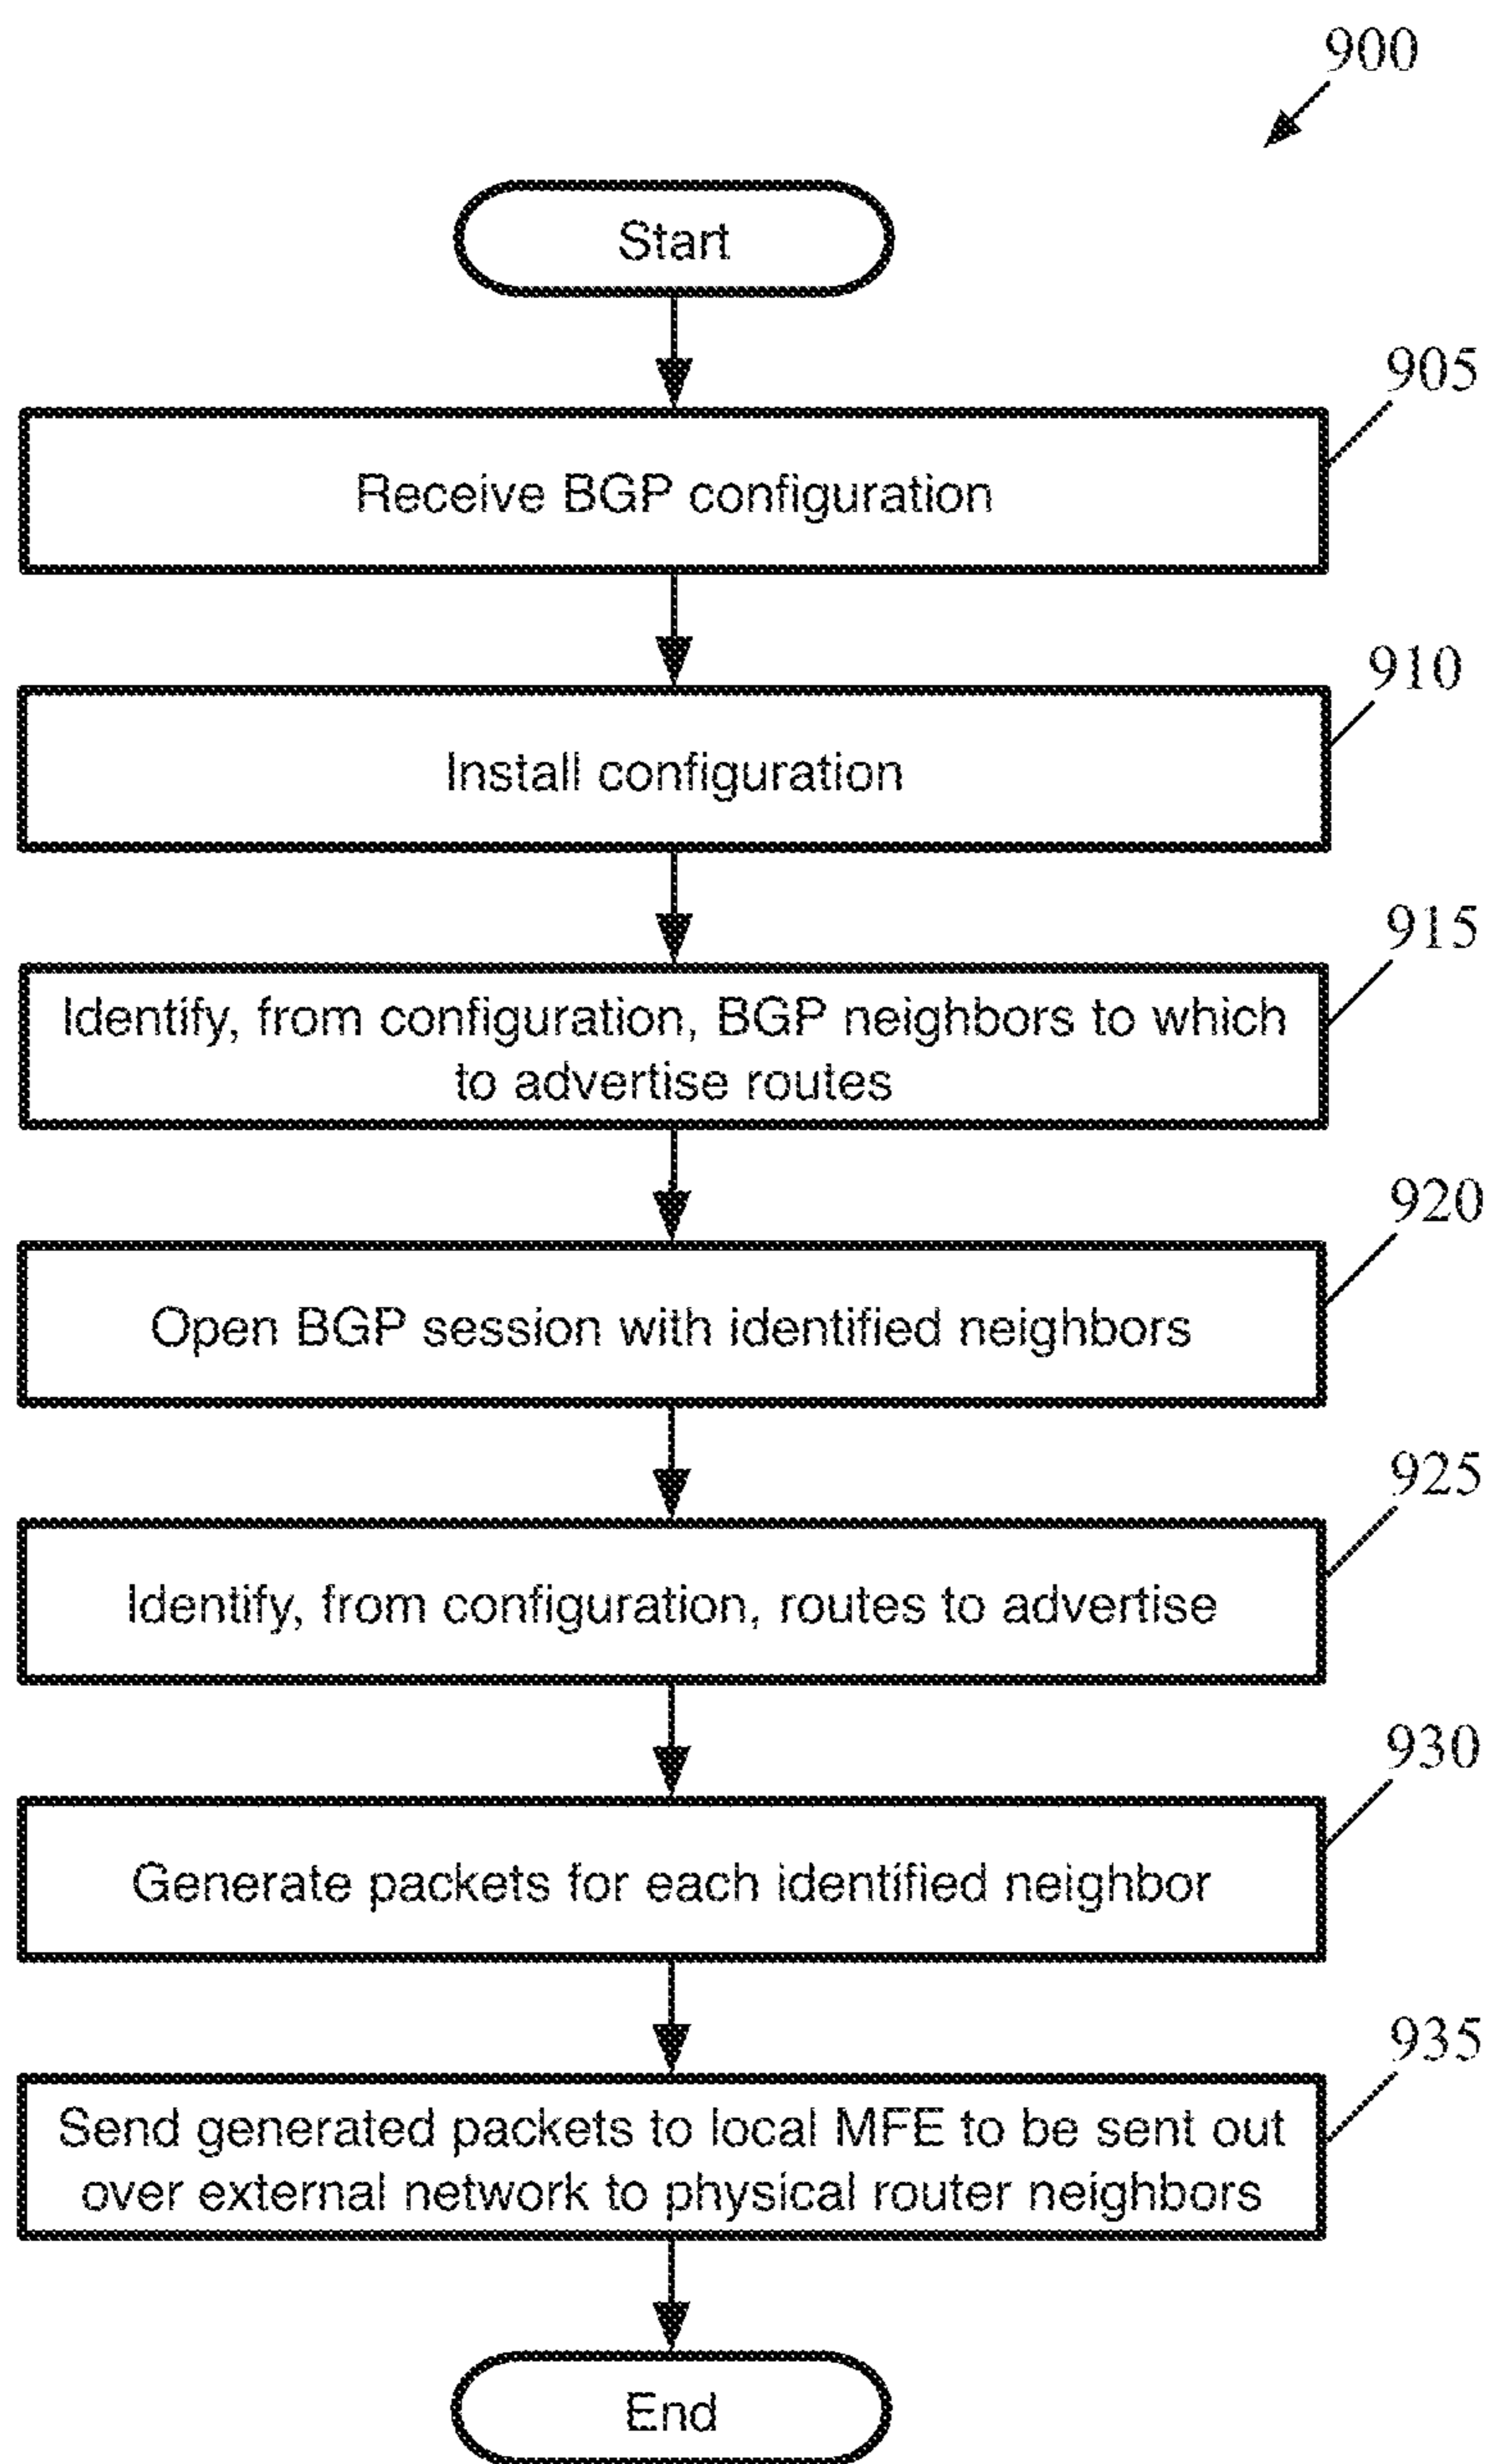 900
Start
905
Receive BGP configuration
910
Install configuration
915
Identify, from configuration, BGP neighbors to which
to advertise routes
920
Open BGP session with identified neighbors
925
Identify, from configuration, routes to advertise
930
Generate packets for each identified neighbor
935
Send generated packets to local MFE to be sent out
over external network to physical router neighbors
End